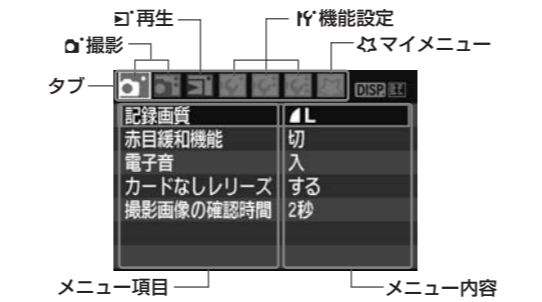 再生
機能設定
撮影
マイメニュー
タブ
DISP.
記録画質 L
赤目緩和機能 切
電子音 入
カードなしレリーズ する
撮影画像の確認時間 2秒
メニュー項目
メニュー内容